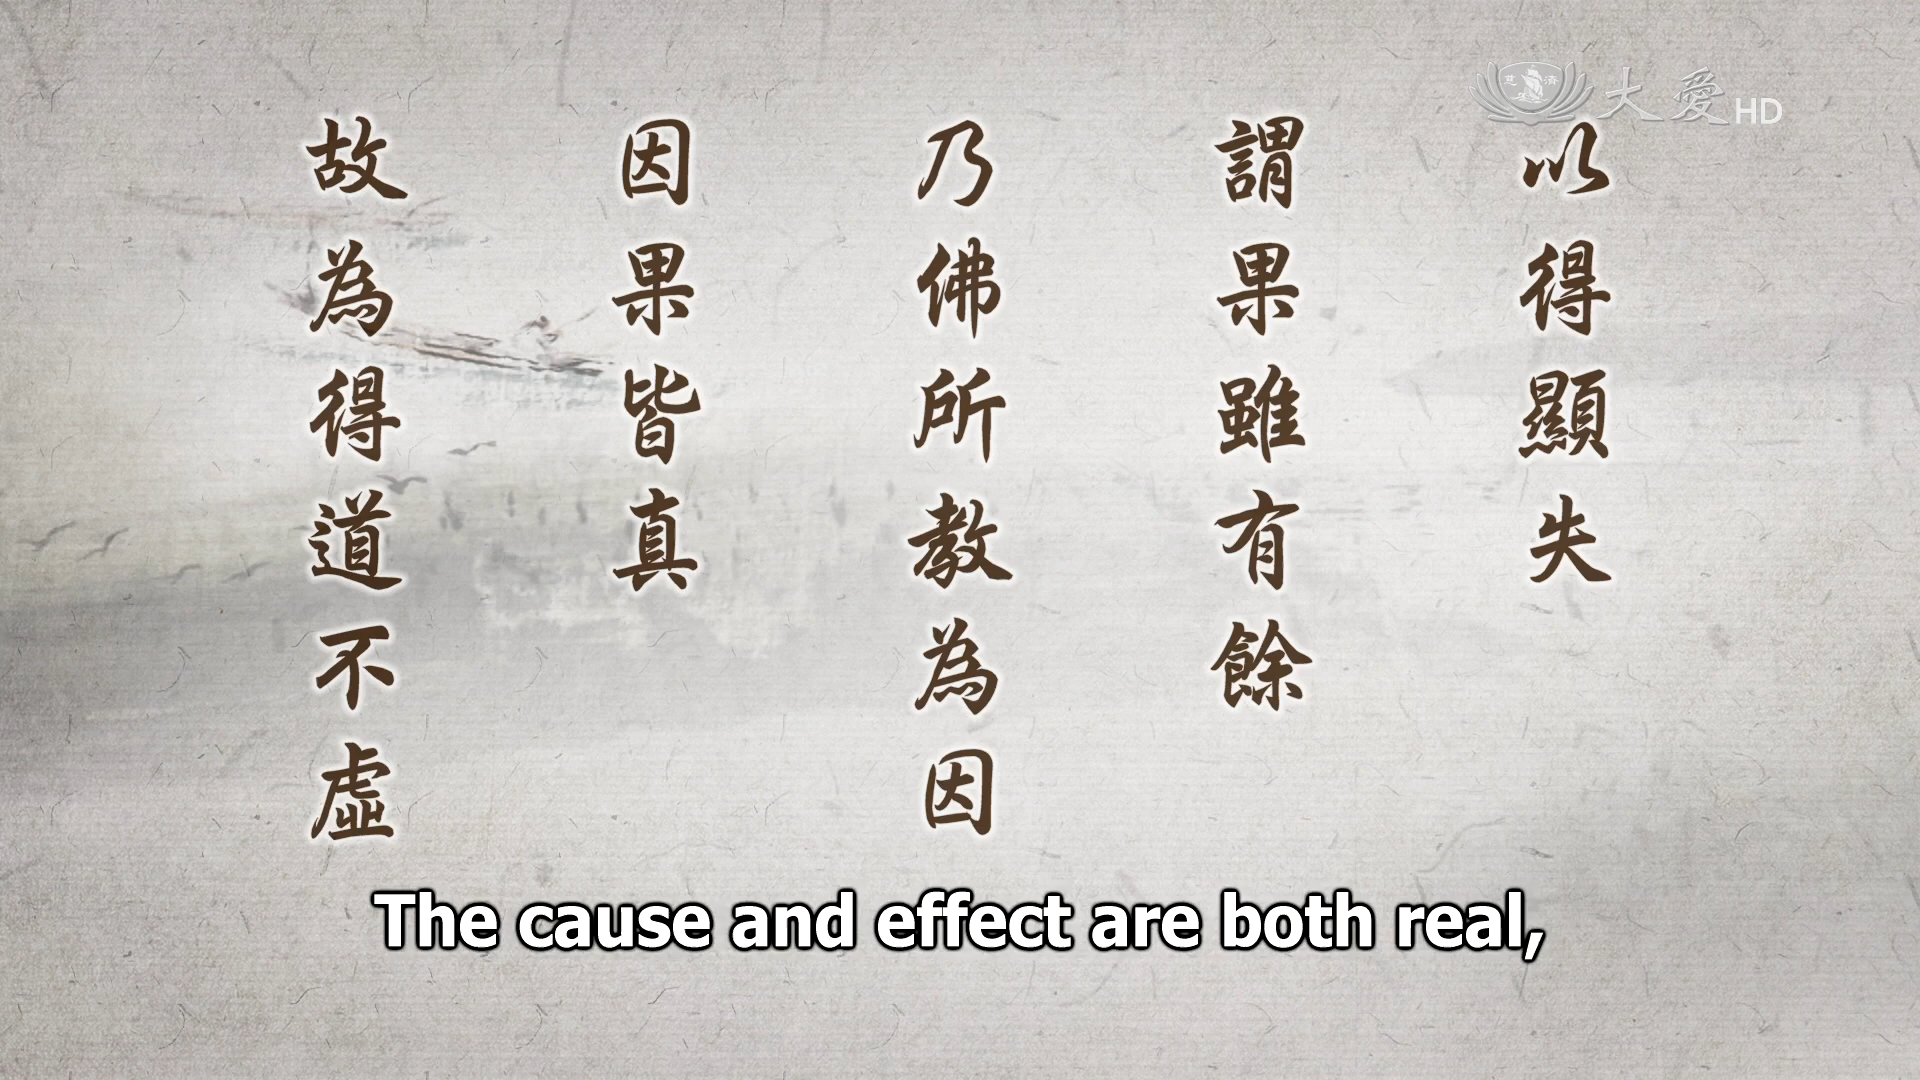 大愛HD
以得顯失
謂果雖有餘
乃佛所教為因
因果皆真
故為得道不虛
The cause and effect are both real,